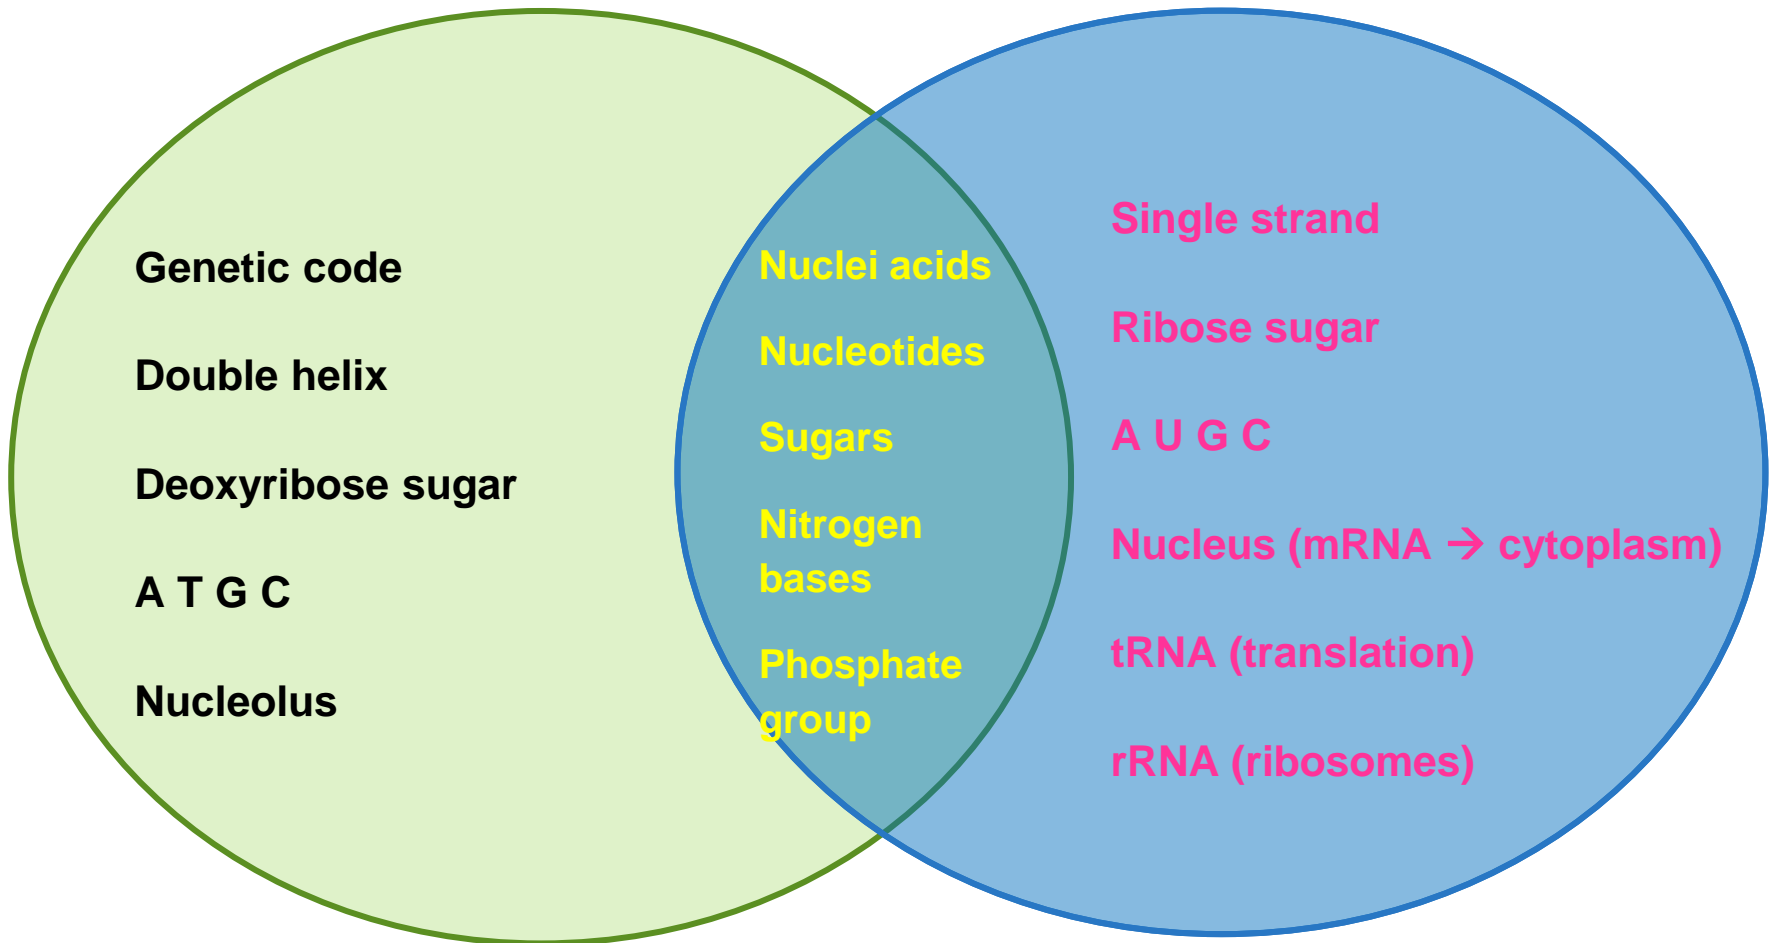 Genetic code
Double helix
Deoxyribose sugar
A T G C
Nucleolus
Nuclei acids
Nucleotides
Sugars
Nitrogen
bases
Phosphate
group
Single strand
Ribose sugar
A U G C
Nucleus (mRNA → cytoplasm)
tRNA (translation)
rRNA (ribosomes)